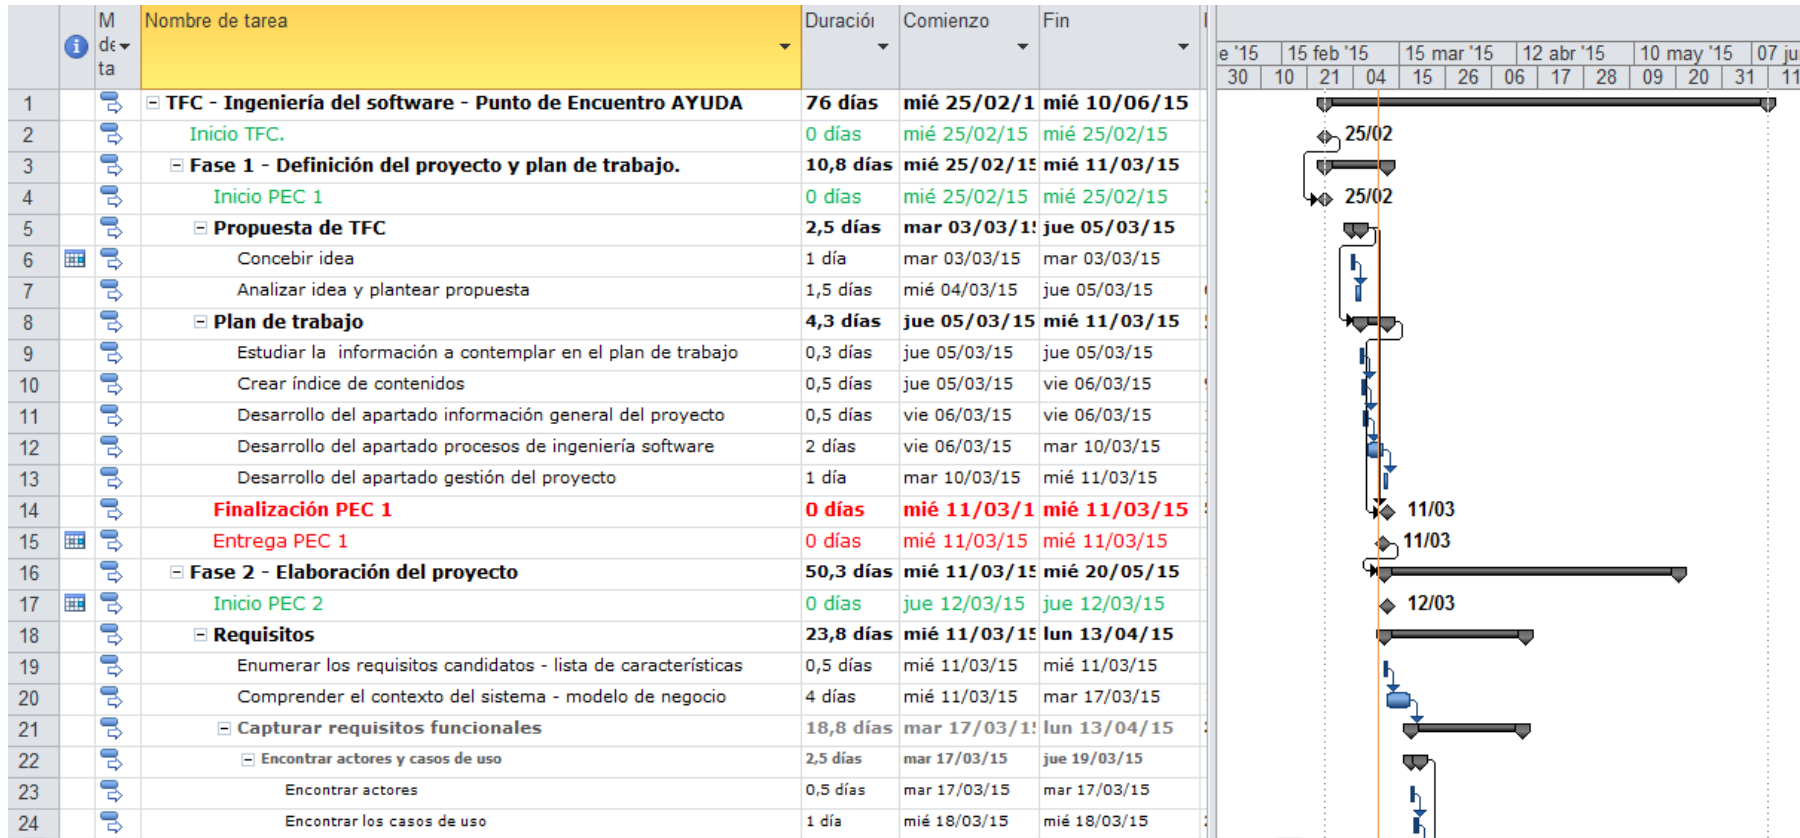 M
de
ta
Nombre de tarea
Duración
Comienzo
Fin
e '15 15 feb '15 15 mar '15 12 abr '15 10 may '15 07 ju
30 10 21 04 15 26 06 17 28 09 20 31 11
1 TFC - Ingeniería del software - Punto de Encuentro AYUDA 76 días mié 25/02/1 mié 10/06/15
2 Inicio TFC. 0 días mié 25/02/15 mié 25/02/15 25/02
3 Fase 1 - Definición del proyecto y plan de trabajo. 10,8 días mié 25/02/15 mié 11/03/15
4 Inicio PEC 1 0 días mié 25/02/15 mié 25/02/15 25/02
5 Propuesta de TFC 2,5 días mar 03/03/1 jue 05/03/15
6 Concebir idea 1 día mar 03/03/15 mar 03/03/15
7 Analizar idea y plantear propuesta 1,5 días mié 04/03/15 jue 05/03/15
8 Plan de trabajo 4,3 días jue 05/03/15 mié 11/03/15
9 Estudiar la información a contemplar en el plan de trabajo 0,3 días jue 05/03/15 jue 05/03/15
10 Crear índice de contenidos 0,5 días jue 05/03/15 vie 06/03/15
11 Desarrollo del apartado información general del proyecto 0,5 días vie 06/03/15 vie 06/03/15
12 Desarrollo del apartado procesos de ingeniería software 2 días vie 06/03/15 mar 10/03/15
13 Desarrollo del apartado gestión del proyecto 1 día mar 10/03/15 mié 11/03/15
14 Finalización PEC 1 0 días mié 11/03/1 mié 11/03/15 11/03
15 Entrega PEC 1 0 días mié 11/03/15 mié 11/03/15 11/03
16 Fase 2 - Elaboración del proyecto 50,3 días mié 11/03/15 mié 20/05/15
17 Inicio PEC 2 0 días jue 12/03/15 jue 12/03/15 12/03
18 Requisitos 23,8 días mié 11/03/15 lun 13/04/15
19 Enumerar los requisitos candidatos - lista de características 0,5 días mié 11/03/15 mié 11/03/15
20 Comprender el contexto del sistema - modelo de negocio 4 días mié 11/03/15 mar 17/03/15
21 Capturar requisitos funcionales 18,8 días mar 17/03/1 lun 13/04/15
22 Encontrar actores y casos de uso 2,5 días mar 17/03/15 jue 19/03/15
23 Encontrar actores 0,5 días mar 17/03/15 mar 17/03/15
24 Encontrar los casos de uso 1 día mié 18/03/15 mié 18/03/15